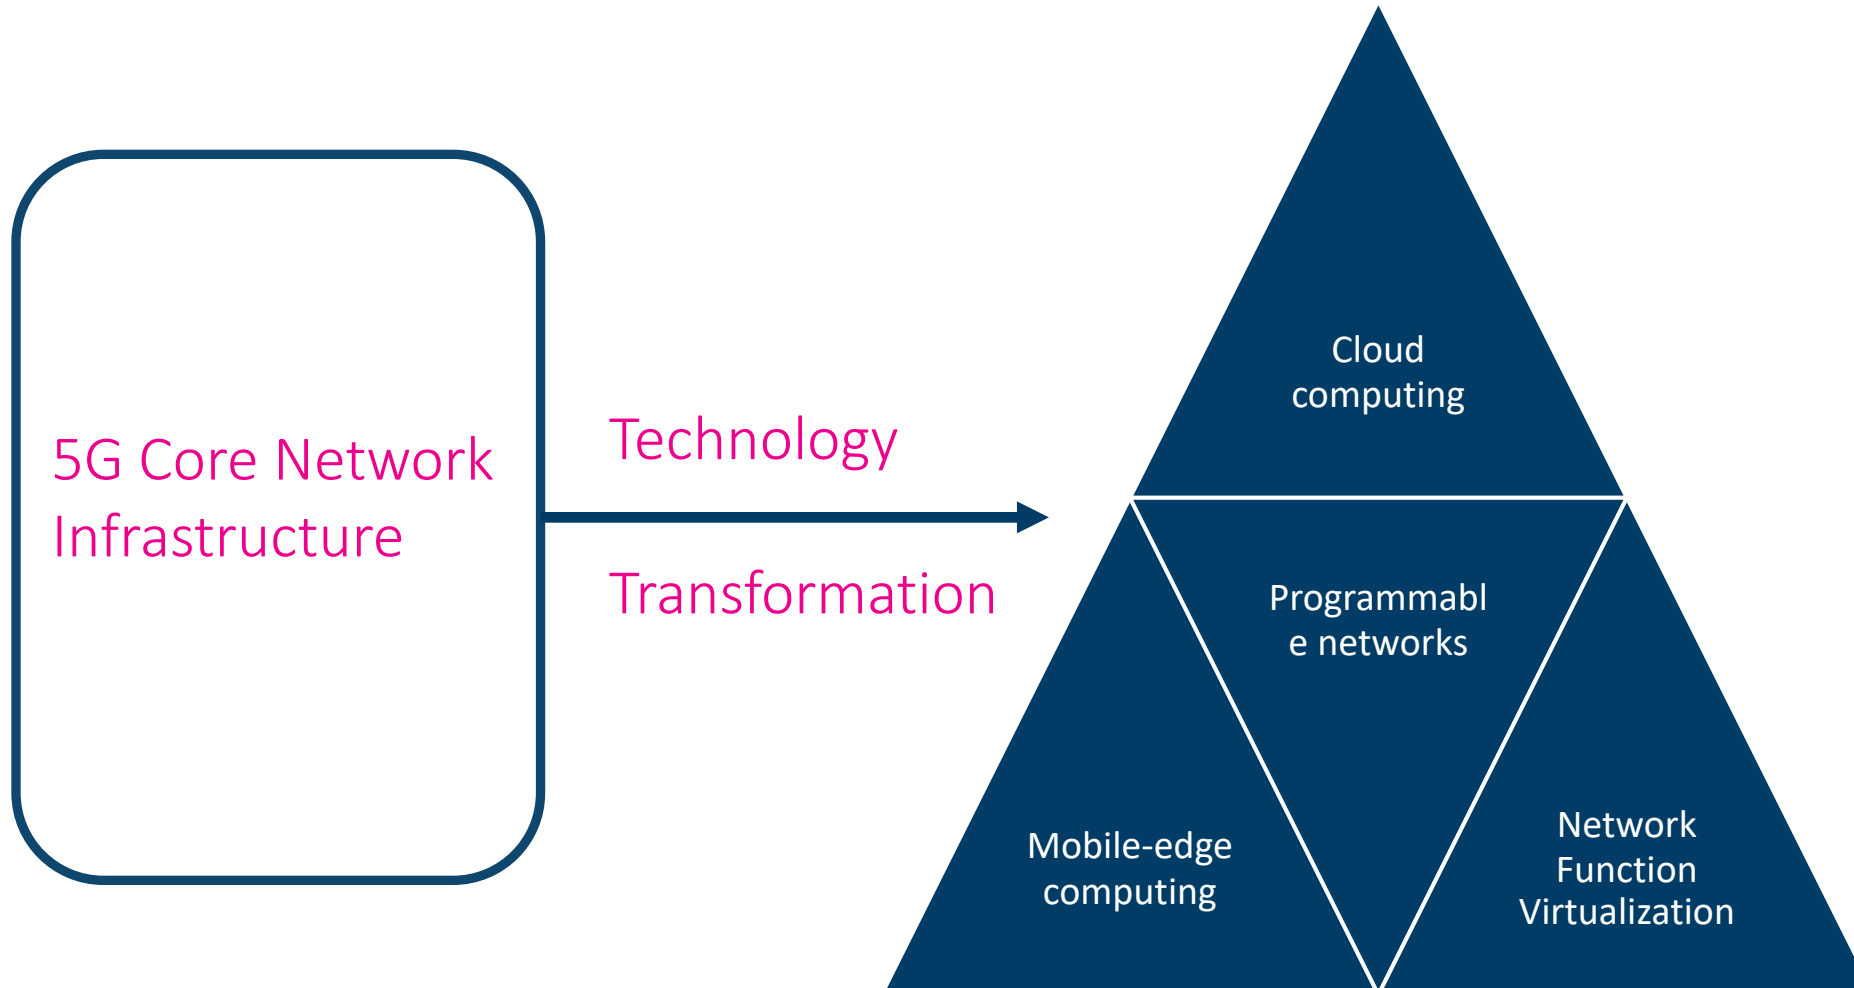 5G Core Network
Infrastructure
Technology
Transformation
Cloud
computing
Programmabl
e networks
Mobile-edge
computing
Network
Function
Virtualization